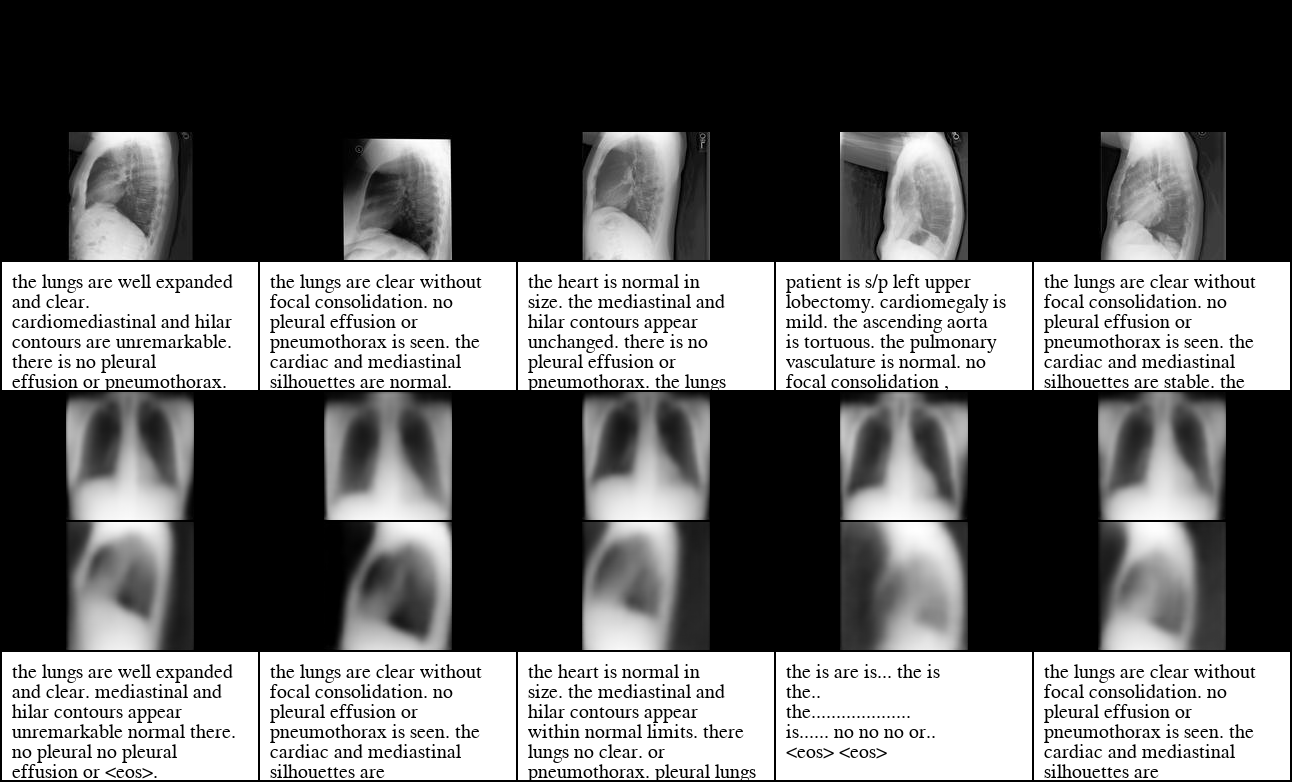 the lungs are well expanded
and clear.
cardiomediastinal and hilar
contours are unremarkable.
there is no pleural
effusion or pneumothorax.
the lungs are clear without
focal consolidation. no
pleural effusion or
pneumothorax is seen. the
cardiac and mediastinal
silhouettes are normal.
the heart is normal in
size. the mediastinal and
hilar contours appear
unchanged. there is no
pleural effusion or
pneumothorax. the lungs
patient is s/p left upper
lobectomy. cardiomegaly is
mild. the ascending aorta
is tortuous. the pulmonary
vasculature is normal. no
focal consolidation ,
the lungs are clear without
focal consolidation. no
pleural effusion or
pneumothorax is seen. the
cardiac and mediastinal
silhouettes are stable. the
the lungs are well expanded
and clear. mediastinal and
hilar contours appear
unremarkable normal there.
no pleural no pleural
effusion or <eos>.
the lungs are clear without
focal consolidation. no
pleural effusion or
pneumothorax is seen. the
cardiac and mediastinal
silhouettes are
the heart is normal in
size. the mediastinal and
hilar contours appear
within normal limits. there
lungs no clear. or
pneumothorax. pleural lungs
the is are is... the is
the..
the....................
is...... no no no or..
<eos> <eos>
the lungs are clear without
focal consolidation. no
pleural effusion or
pneumothorax is seen. the
cardiac and mediastinal
silhouettes are